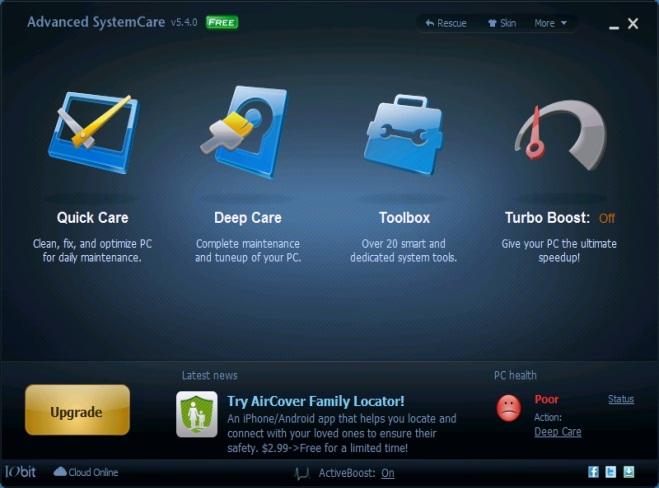 Advanced SystemCare v5.4.0 FREE
Rescue Skin More
Quick Care
Clean, fix, and optimize PC
for daily maintenance.
Deep Care
Complete maintenance
and tuneup of your PC.
Toolbox
Over 20 smart and
dedicated system tools.
Turbo Boost: Off
Give your PC the ultimate
speedup!
Upgrade
Latest news
Try AirCover Family Locator!
An iPhone/Android app that helps you locate and
connect with your loved ones to ensure their
safety. $2.99->Free for a limited time!
PC health
Poor
Status
Action:
Deep Care
IObit
Cloud Online
ActiveBoost: On